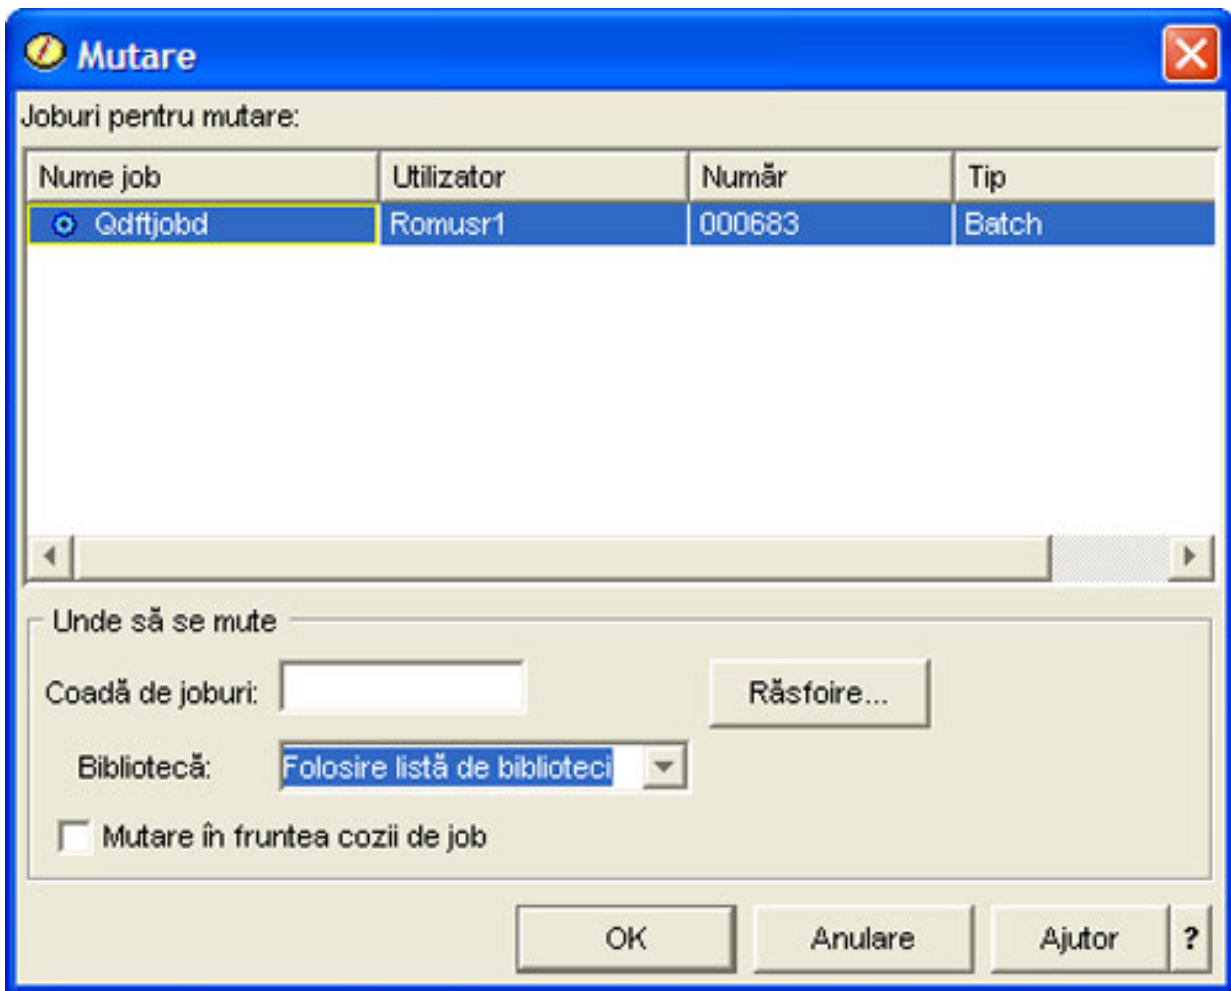 Mutare
Joburi pentru mutare:
Nume job Utilizator Număr Tip
Qdftjobd Romusr1 000683 Batch
Unde să se mute
Coadă de joburi: Răsfoire...
Bibliotecă: Folosire listă de biblioteci
Mutare în fruntea cozii de job
OK Anulare Ajutor ?